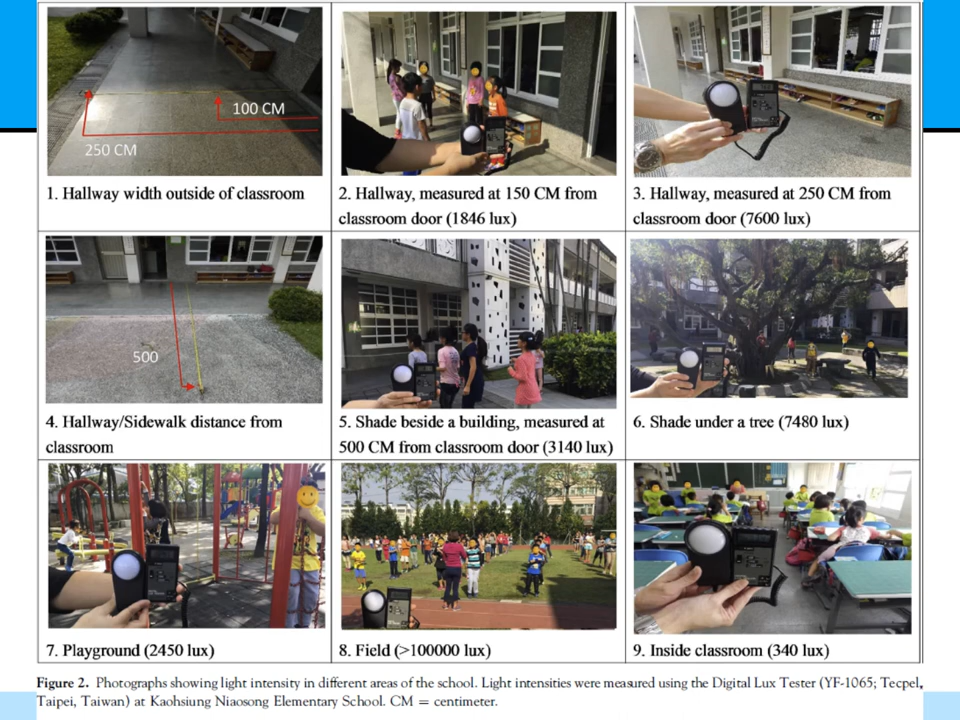 100 CM
250 CM
1. Hallway width outside of classroom
2. Hallway, measured at 150 CM from
classroom door (1846 lux)
3. Hallway, measured at 250 CM from
classroom door (7600 lux)
500
4. Hallway/Sidewalk distance from
classroom
5. Shade beside a building, measured at
500 CM from classroom door (3140 lux)
6. Shade under a tree (7480 lux)
7. Playground (2450 lux)
8. Field (>100000 lux)
9. Inside classroom (340 lux)
Figure 2. Photographs showing light intensity in different areas of the school. Light intensities were measured using the Digital Lux Tester (YF-1065; Tecpel,
Taipei, Taiwan) at Kaohsiung Niaosong Elementary School. CM = centimeter.